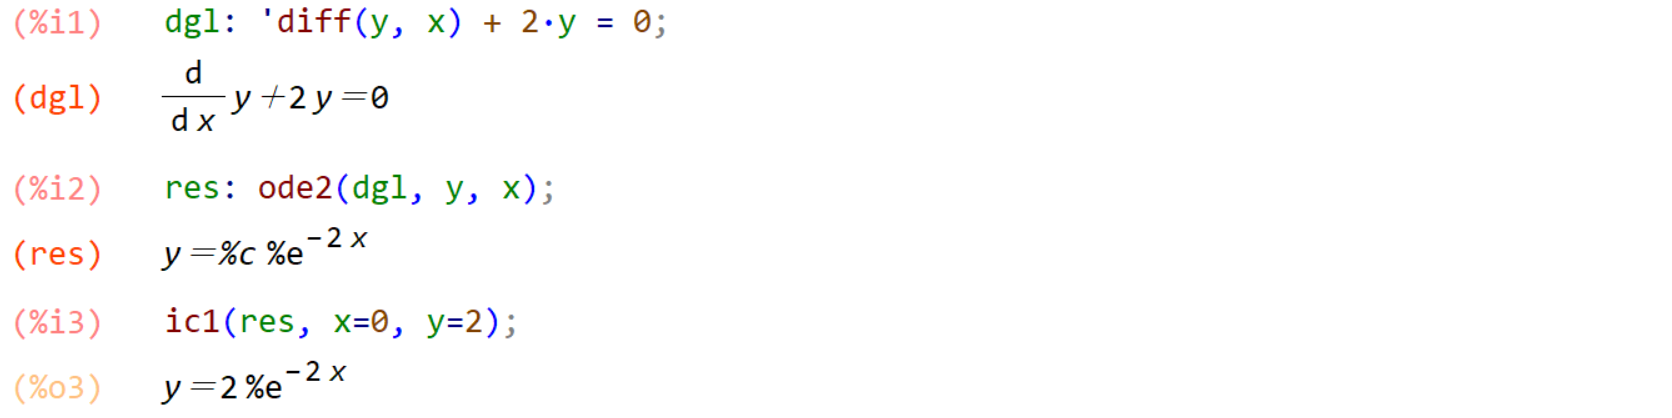 (%i1) dgl: 'diff(y, x) + 2·y = 0;
(dgl) d/dx y+2 y=0
(%i2) res: ode2(dgl, y, x);
(res) y=%c %e^-2 x
(%i3) ic1(res, x=0, y=2);
(%o3) y=2 %e^-2 x